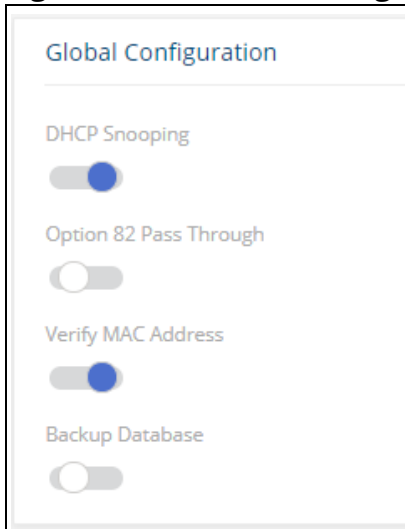 Global Configuration
DHCP Snooping
Option 82 Pass Through
Verify MAC Address
Backup Database